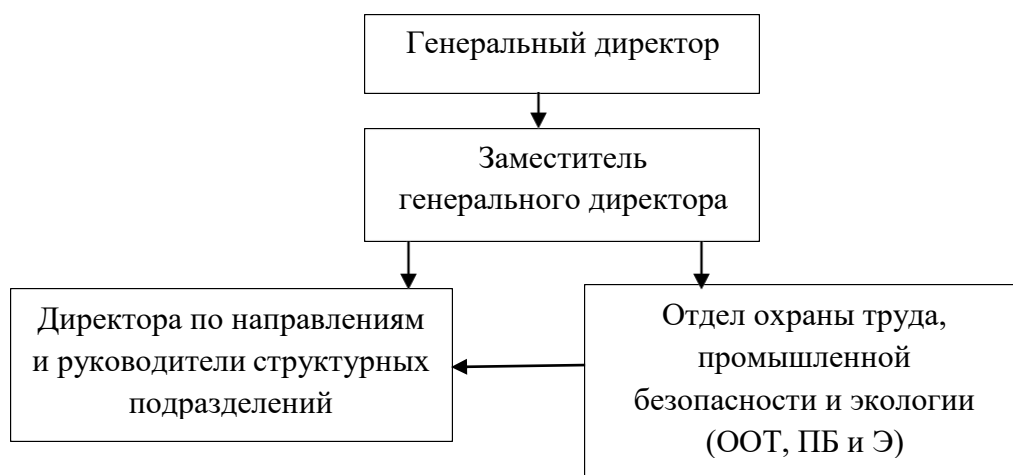 Генеральный директор
Заместитель
генерального директора
Директора по направлениям
и руководители структурных
подразделений
Отдел охраны труда,
промышленной
безопасности и экологии
(ООТ, ПБ и Э)